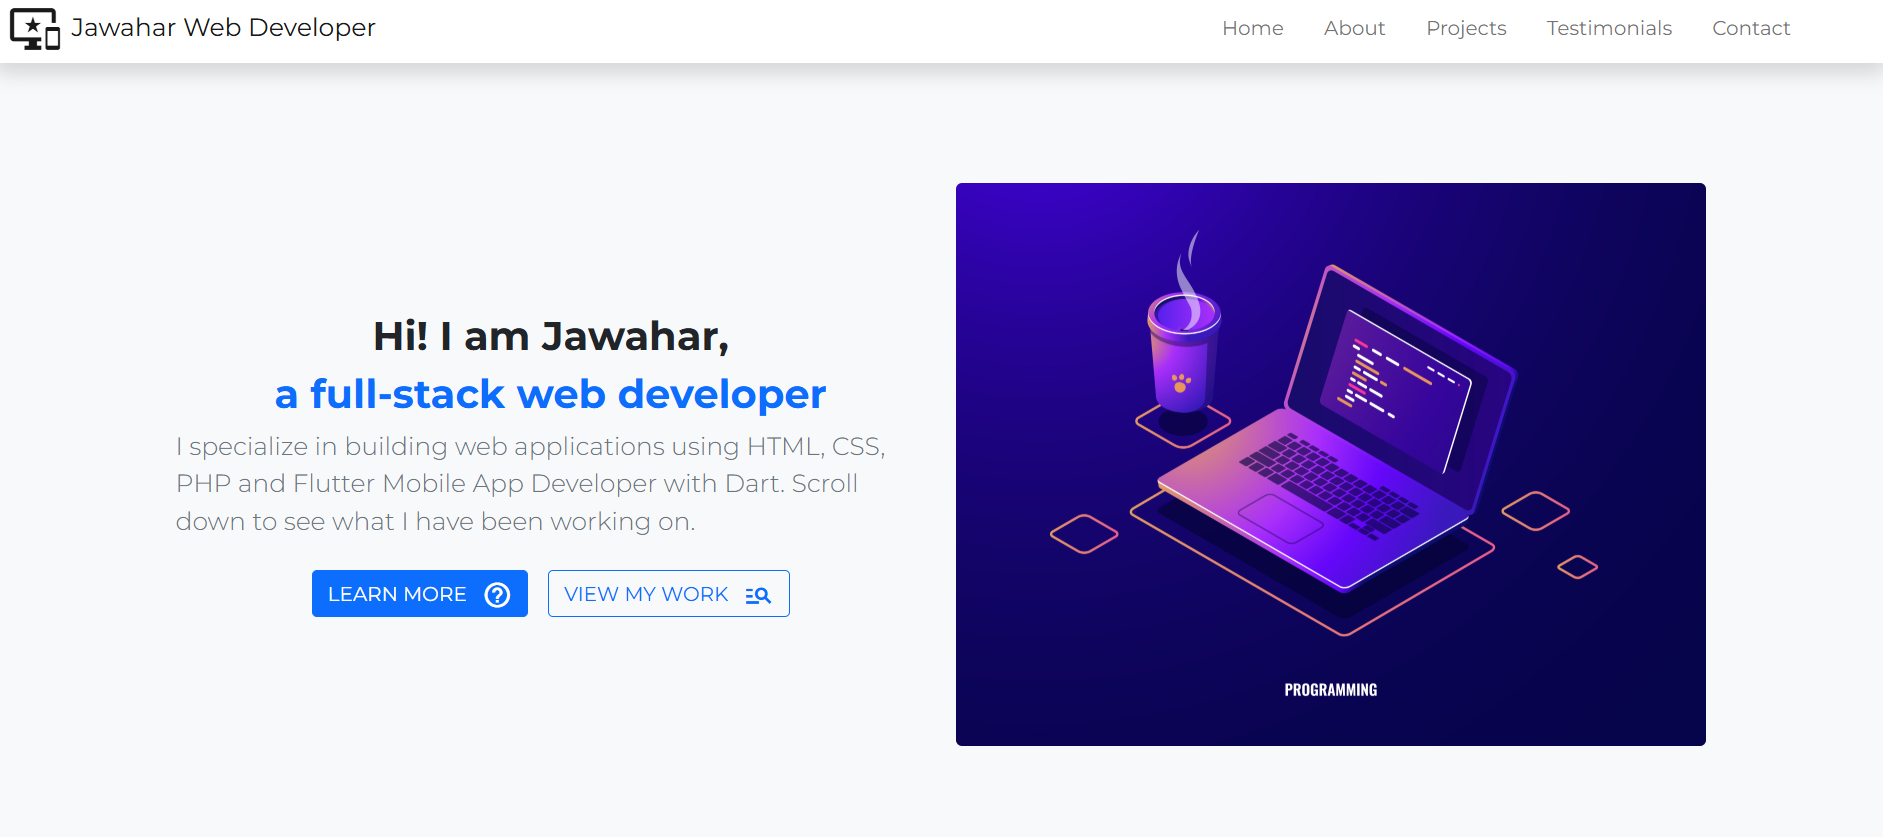 Jawahar Web Developer
Home About Projects Testimonials Contact
Hi! I am Jawahar,
a full-stack web developer
I specialize in building web applications using HTML, CSS,
PHP and Flutter Mobile App Developer with Dart. Scroll
down to see what I have been working on.
LEARN MORE
VIEW MY WORK
PROGRAMMING